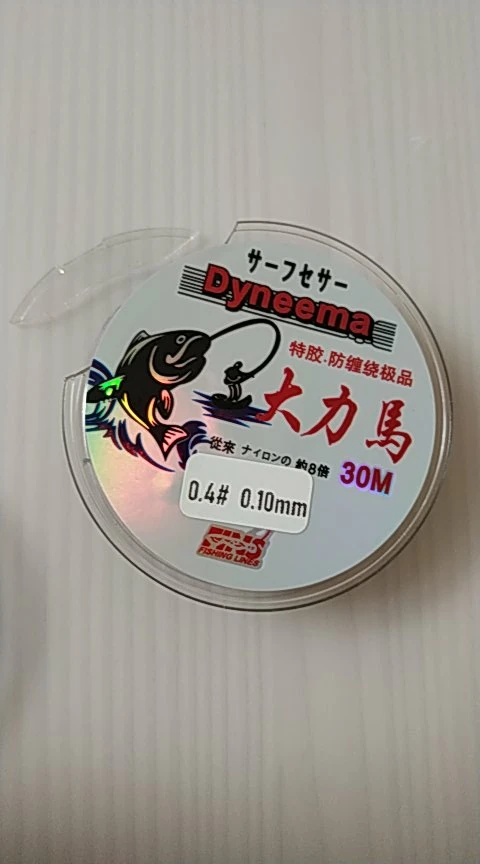 サーフセサー
Dyneema
特胶.防缠绕极品
大力馬
従來 ナイロンの 約8倍 30M
0.4# 0.10mm
FISHING LINES